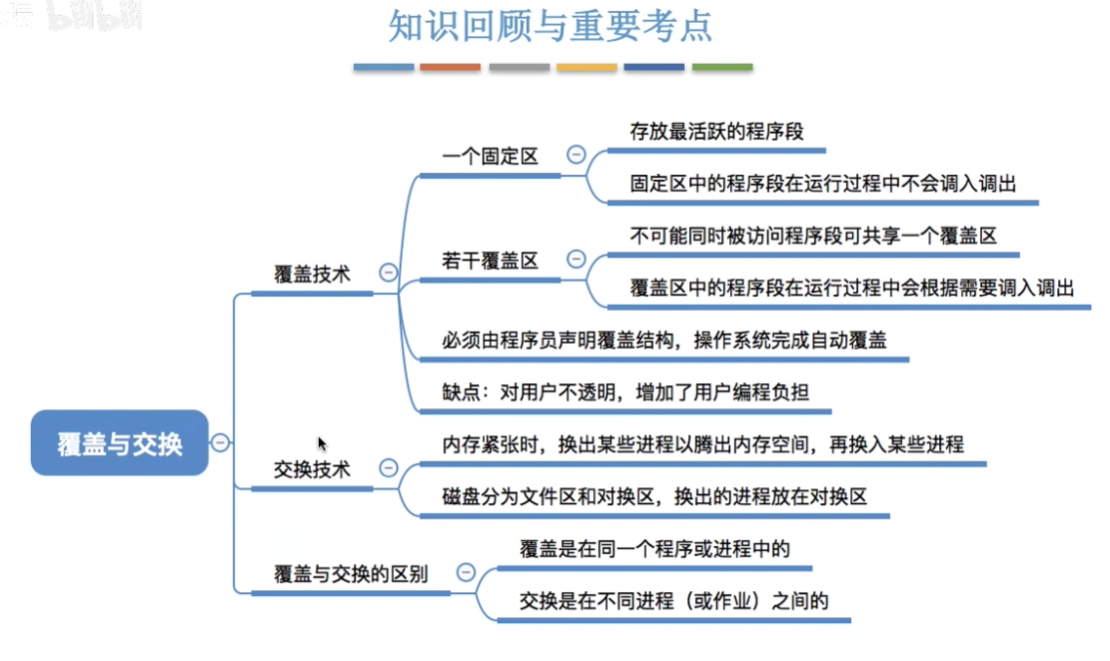 坛 bilibili
知识回顾与重要考点
存放最活跃的程序段
一个固定区
固定区中的程序段在运行过程中不会调入调出
不可能同时被访问程序段可共享一个覆盖区
若干覆盖区
覆盖技术
覆盖区中的程序段在运行过程中会根据需要调入调出
必须由程序员声明覆盖结构，操作系统完成自动覆盖
缺点：对用户不透明，增加了用户编程负担
覆盖与交换
内存紧张时，换出某些进程以腾出内存空间，再换入某些进程
交换技术
磁盘分为文件区和对换区，换出的进程放在对换区
覆盖是在同一个程序或进程中的
覆盖与交换的区别
交换是在不同进程（或作业）之间的